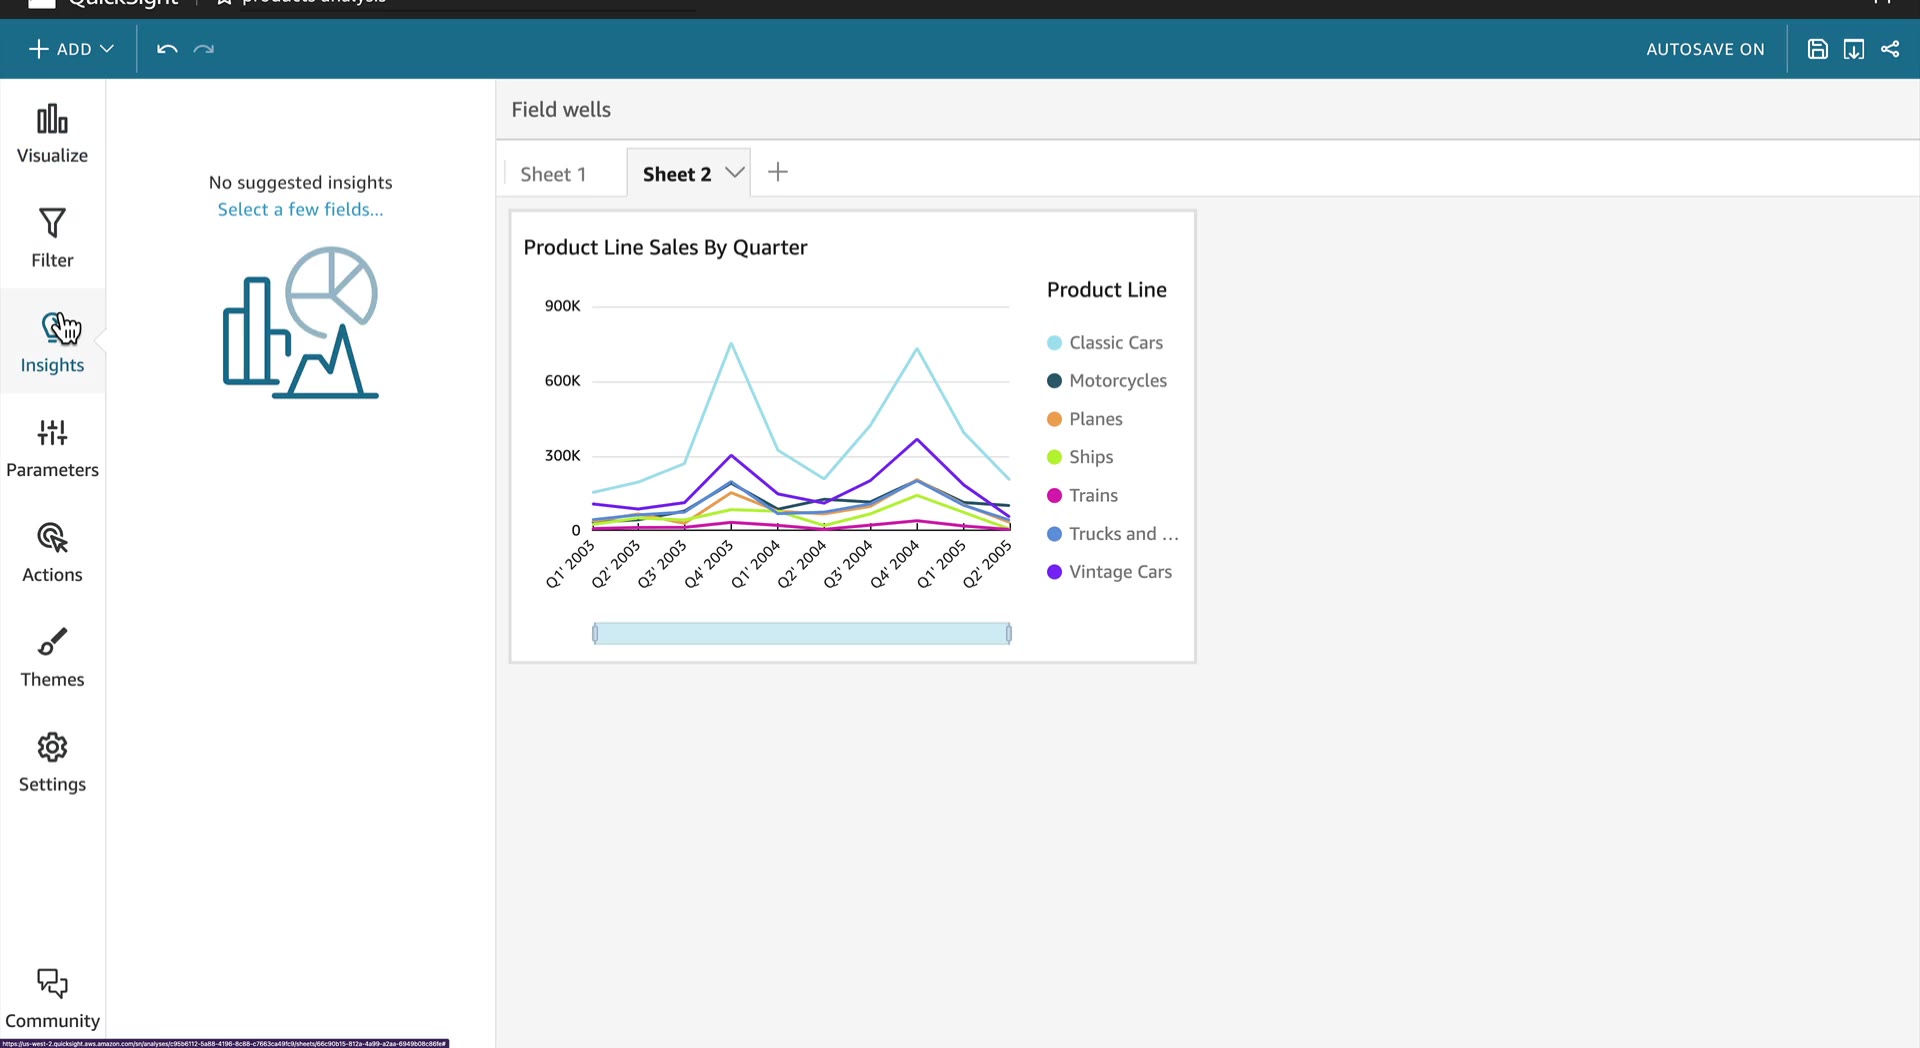 QuickSight
products analysis
ADD
AUTOSAVE ON
Visualize
Filter
Insights
Parameters
Actions
Themes
Settings
Community
No suggested insights
Select a few fields...
Field wells
Sheet 1
Sheet 2
Product Line Sales By Quarter
900K
600K
300K
0
Q1' 2003
Q2' 2003
Q3' 2003
Q4' 2003
Q1' 2004
Q2' 2004
Q3' 2004
Q4' 2004
Q1' 2005
Q2' 2005
Product Line
Classic Cars
Motorcycles
Planes
Ships
Trains
Trucks and ...
Vintage Cars